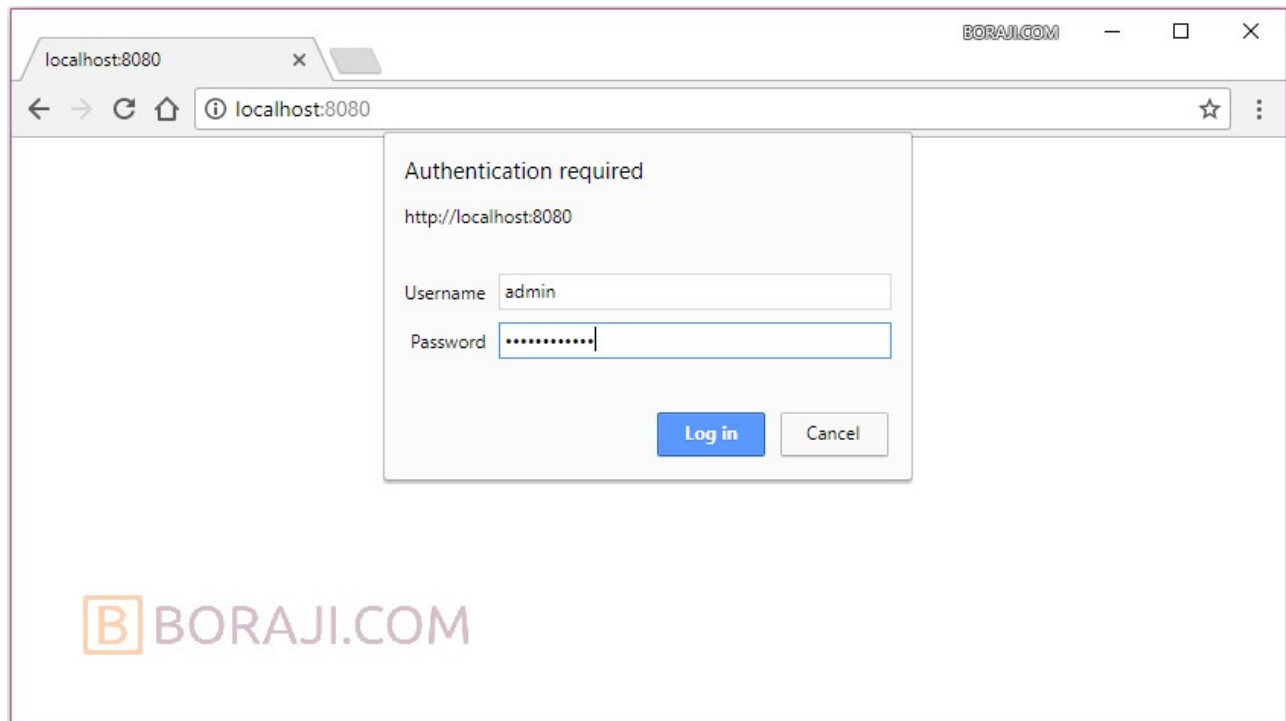 BORAJI.COM
localhost:8080
localhost:8080
Authentication required
http://localhost:8080
Username admin
Password ••••••••••••
Log in Cancel
B BORAJI.COM